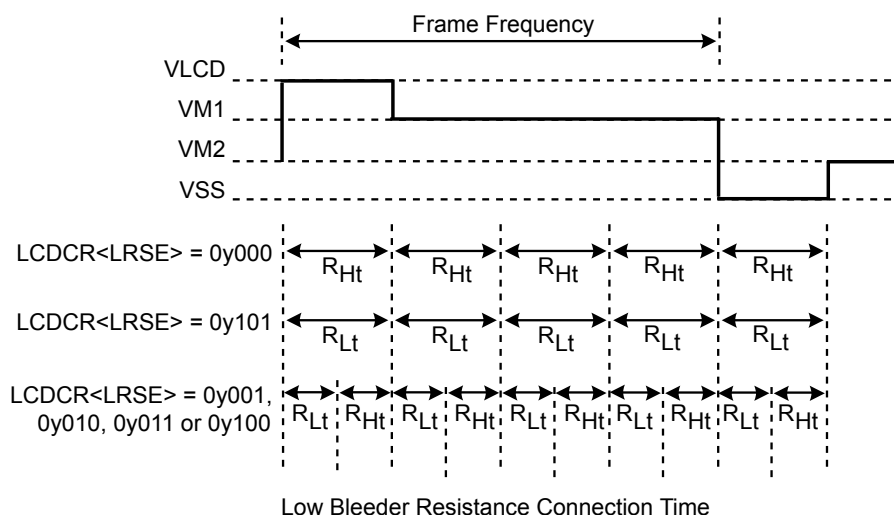 Frame Frequency
VLCD
VM1
VM2
VSS
LCDCR<LRSE> = 0y000
RHt RHt RHt RHt RHt
LCDCR<LRSE> = 0y101
RLt RLt RLt RLt RLt
LCDCR<LRSE> = 0y001,
0y010, 0y011 or 0y100
RLt RHt RLt RHt RLt RHt RLt RHt RLt RHt
Low Bleeder Resistance Connection Time